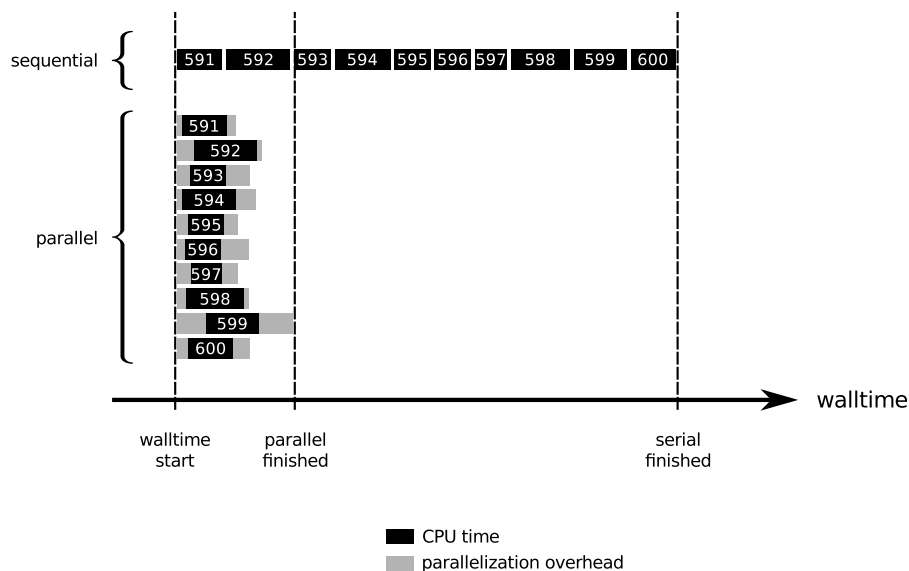 sequential
591 592 593 594 595 596 597 598 599 600
parallel
591
592
593
594
595
596
597
598
599
600
walltime
walltime
start
parallel
finished
serial
finished
CPU time
parallelization overhead